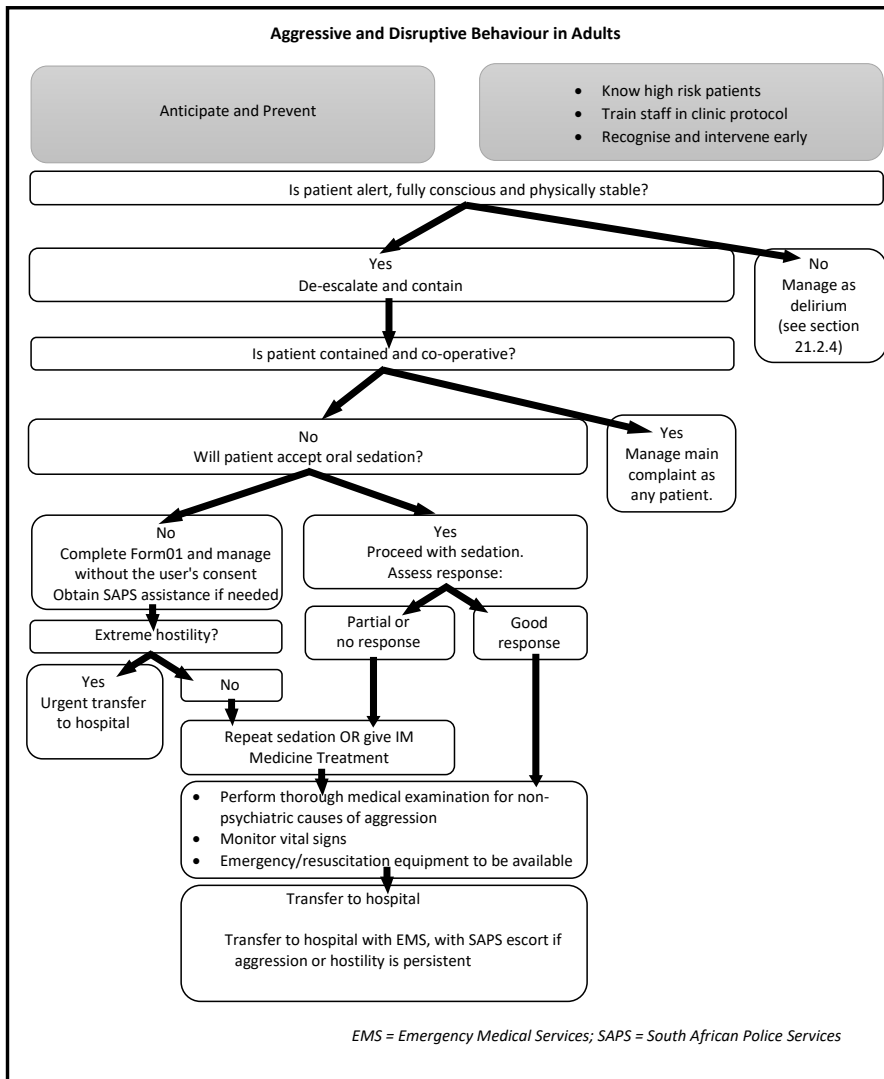 Aggressive and Disruptive Behaviour in Adults
Anticipate and Prevent
• Know high risk patients
• Train staff in clinic protocol
• Recognise and intervene early
Is patient alert, fully conscious and physically stable?
Yes
De-escalate and contain
No
Manage as
delirium
(see section
21.2.4)
Is patient contained and co-operative?
No
Will patient accept oral sedation?
Yes
Manage main
complaint as
any patient.
No
Complete Form01 and manage
without the user's consent
Obtain SAPS assistance if needed
Yes
Proceed with sedation.
Assess response:
Extreme hostility?
Partial or
no response
Good
response
Yes
Urgent transfer
to hospital
No
Repeat sedation OR give IM
Medicine Treatment
• Perform thorough medical examination for non-
psychiatric causes of aggression
• Monitor vital signs
• Emergency/resuscitation equipment to be available
Transfer to hospital
Transfer to hospital with EMS, with SAPS escort if
aggression or hostility is persistent
EMS = Emergency Medical Services; SAPS = South African Police Services